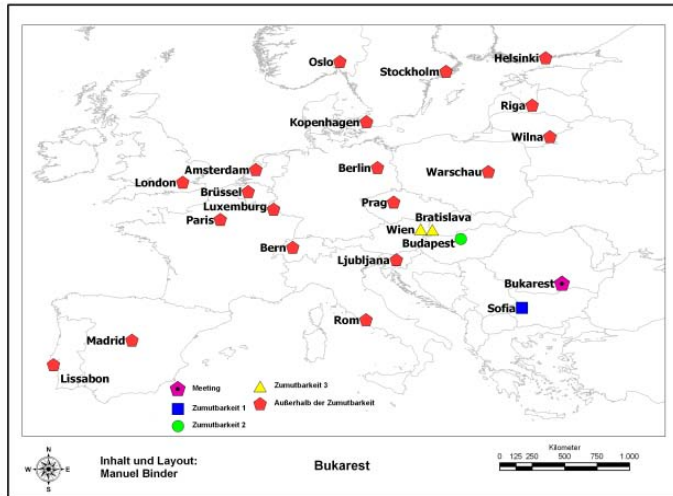 Oslo
Helsinki
Stockholm
Riga
Kopenhagen
Wilna
Amsterdam
Berlin
Warschau
London
Brüssel
Luxemburg
Prag
Paris
Bratislava
Wien
Budapest
Bern
Ljubljana
Bukarest
Sofia
Rom
Madrid
Lissabon
Meeting
Zumutbarkeit 1
Zumutbarkeit 2
Zumutbarkeit 3
Außerhalb der Zumutbarkeit
N
W E
S
Inhalt und Layout:
Manuel Binder
Bukarest
Kilometer
0 125 250 500 750 1.000